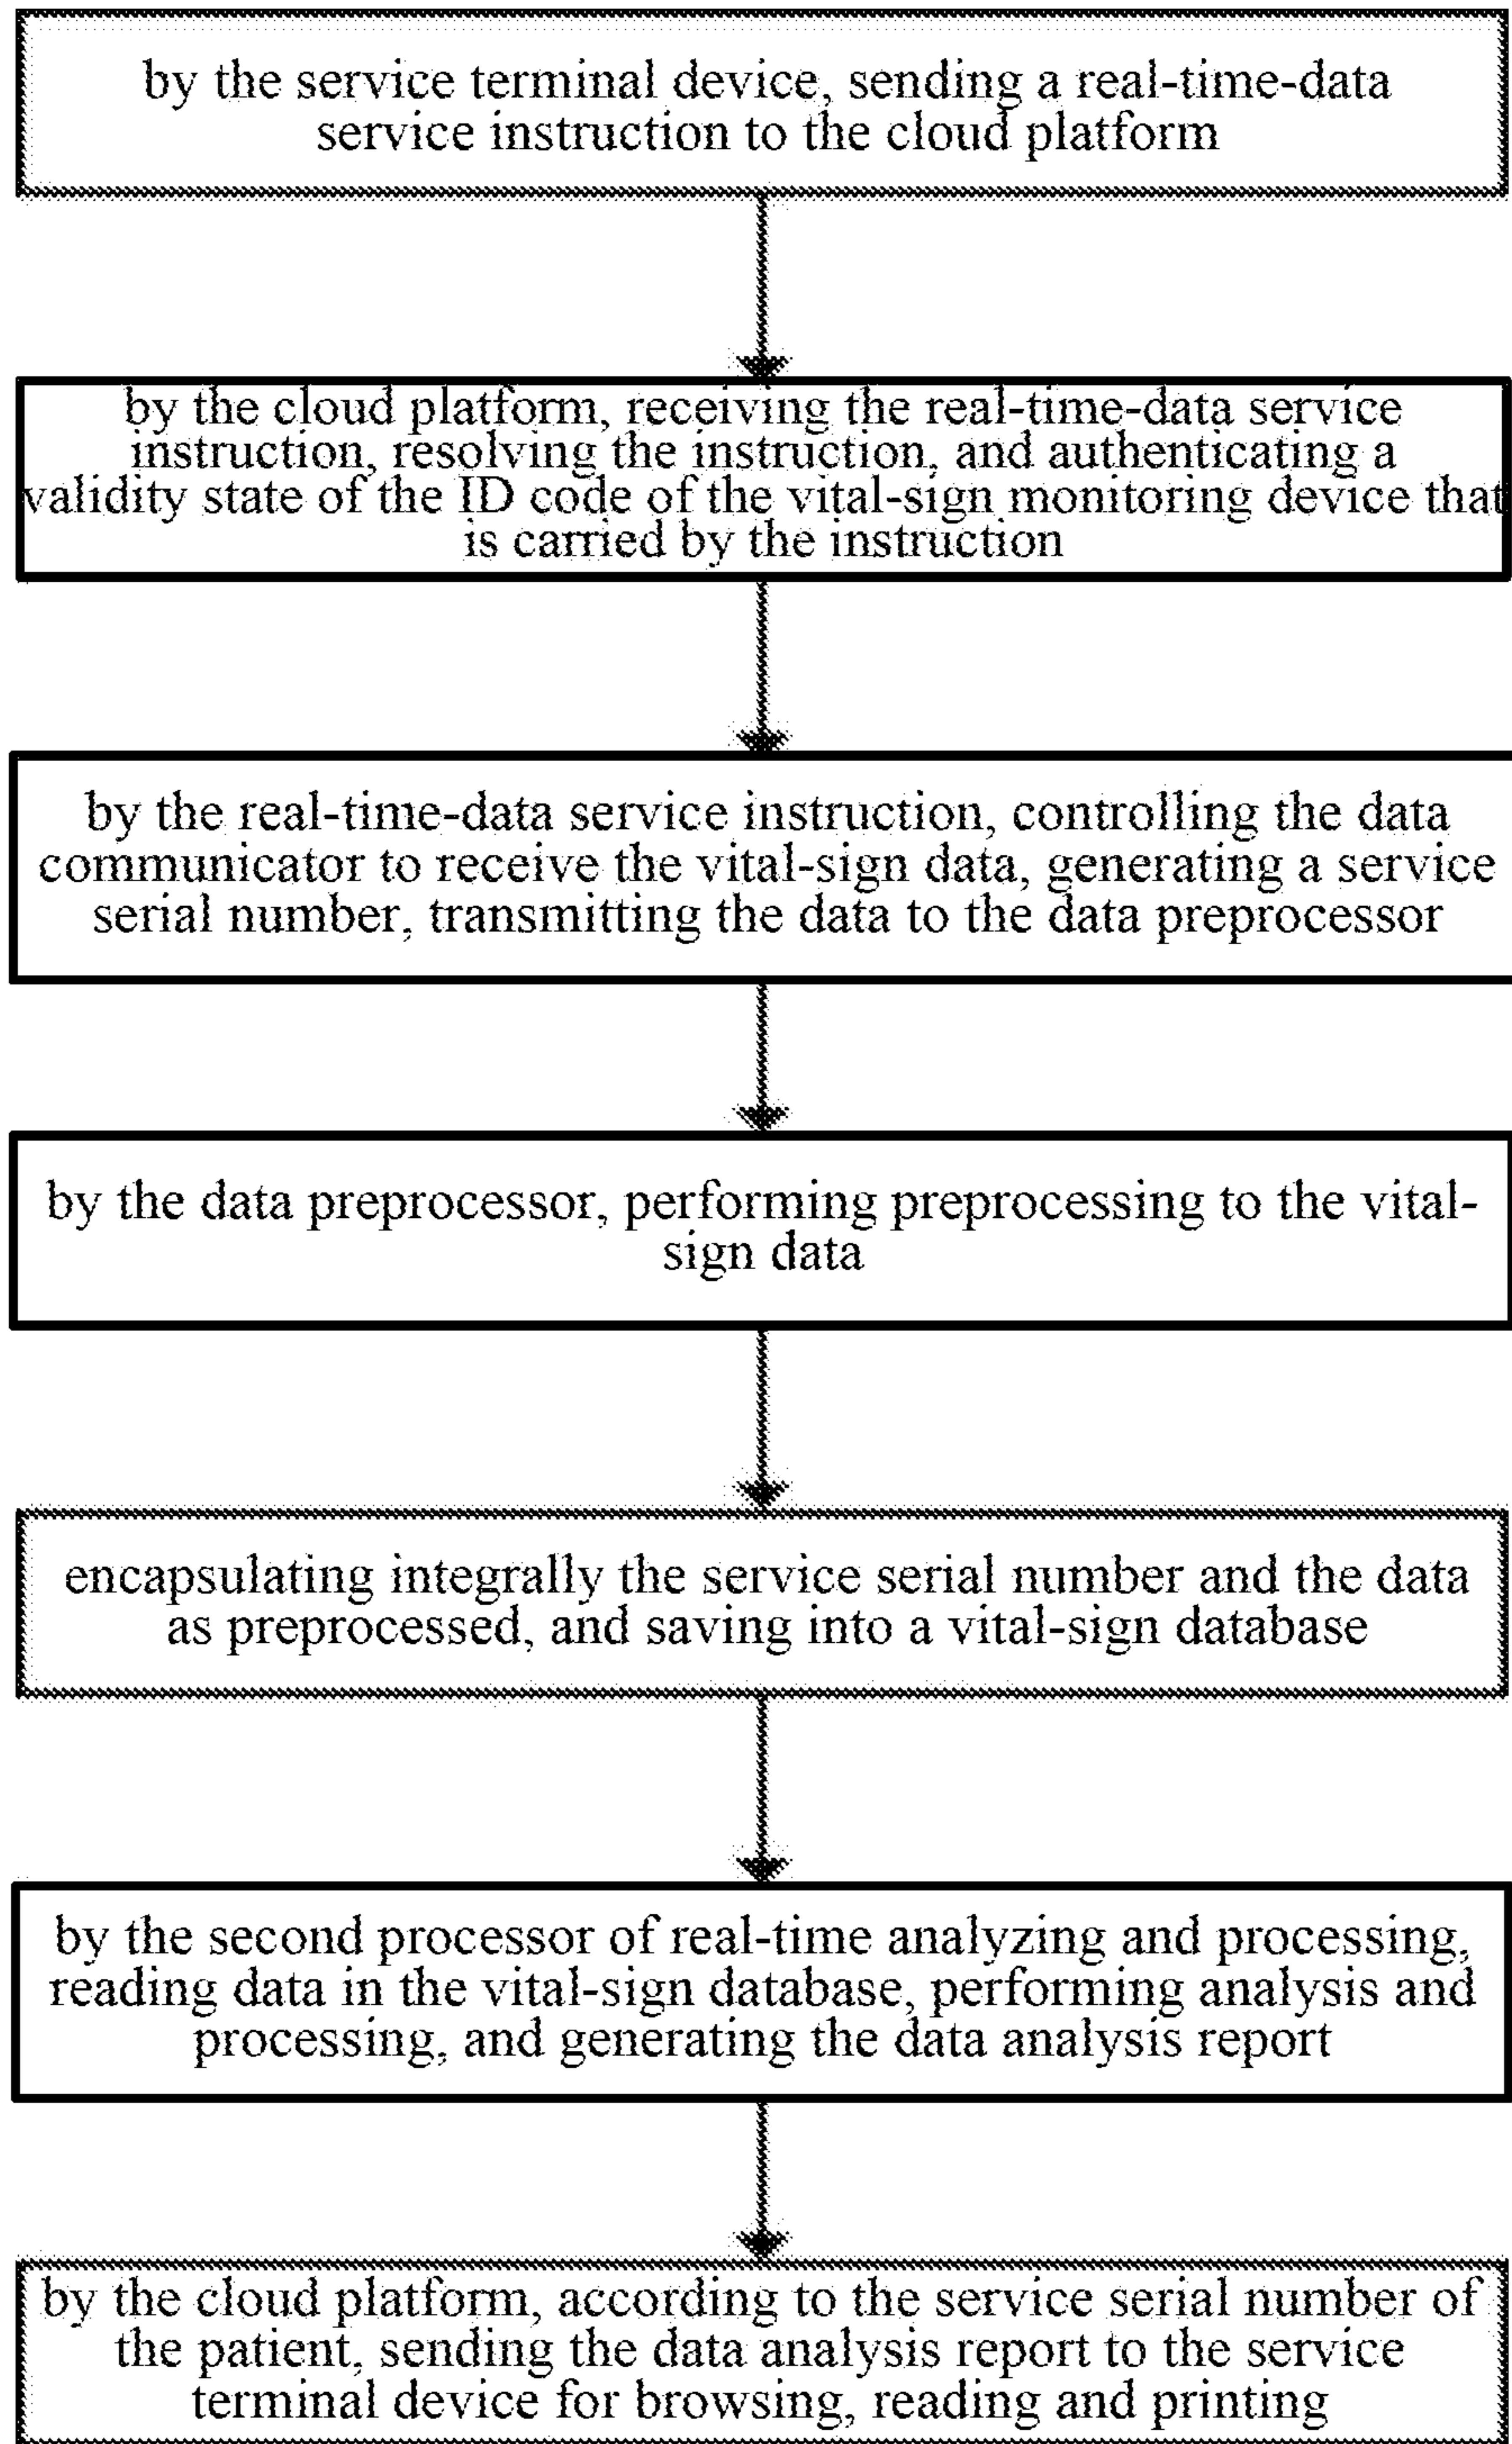 by the service terminal device, sending a real-time-data
service instruction to the cloud platform
by the cloud platform, receiving the real-time-data service
instruction, resolving the instruction, and authenticating a
validity state of the ID code of the vital-sign monitoring device that
is carried by the instruction
by the real-time-data service instruction, controlling the data
communicator to receive the vital-sign data, generating a service
serial number, transmitting the data to the data preprocessor
by the data preprocessor, performing preprocessing to the vital-
sign data
encapsulating integrally the service serial number and the data
as preprocessed, and saving into a vital-sign database
by the second processor of real-time analyzing and processing,
reading data in the vital-sign database, performing analysis and
processing, and generating the data analysis report
by the cloud platform, according to the service serial number of
the patient, sending the data analysis report to the service
terminal device for browsing, reading and printing